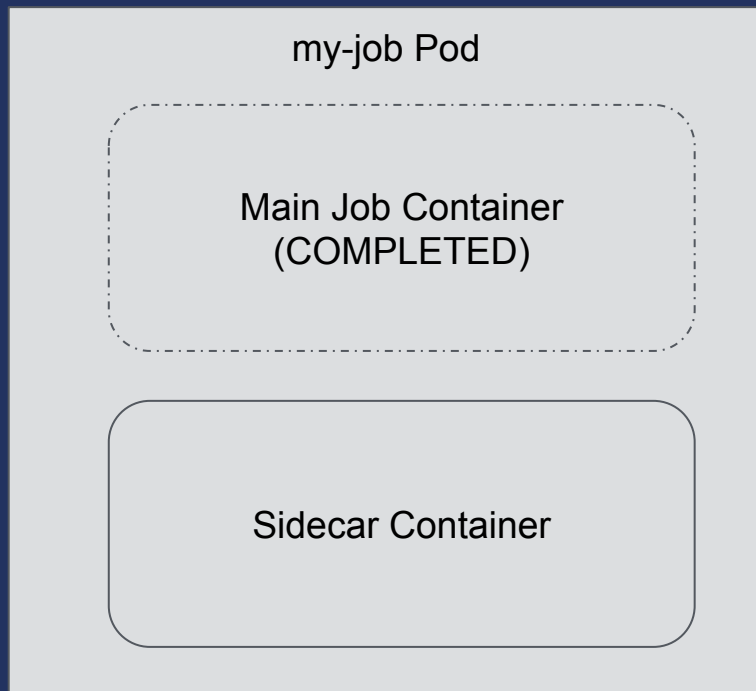 my-job Pod
Main Job Container
(COMPLETED)
Sidecar Container